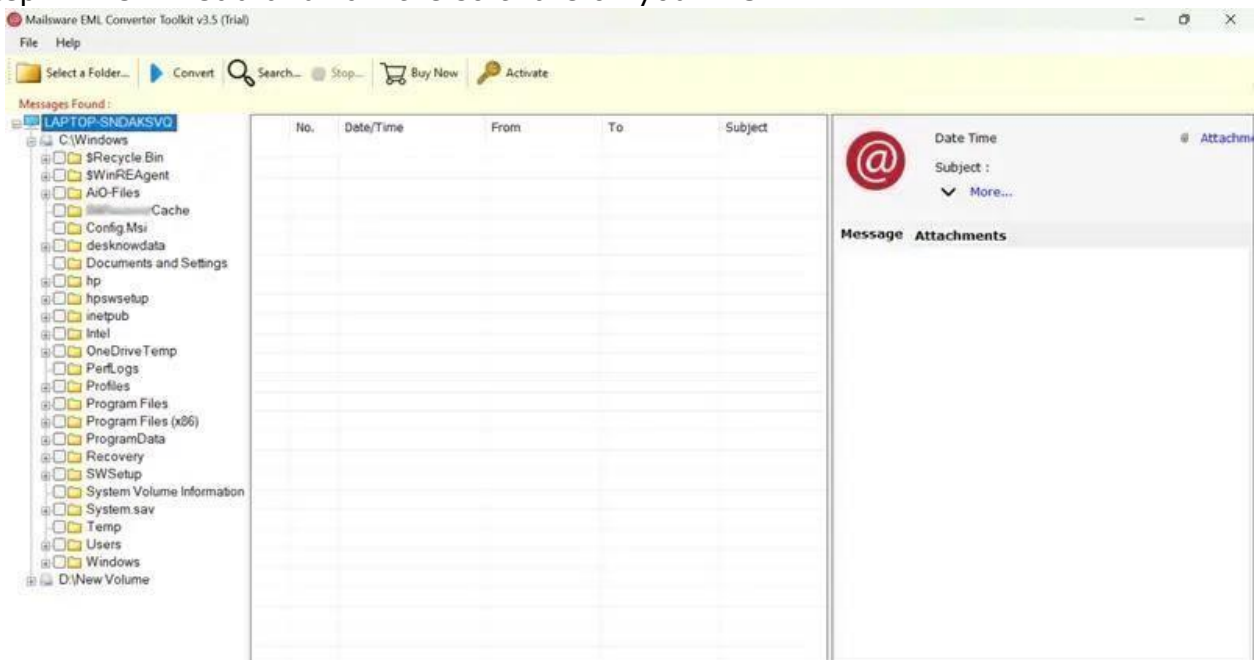 Mailsware EML Converter Toolkit v3.5 (Trial)
File Help
Select a Folder... Convert Search... Stop... Buy Now Activate
Messages Found :
LAPTOP-SNDAKSVQ
C:\Windows
$Recycle.Bin
$WinREAgent
AiO-Files
Cache
Config.Msi
desknowdata
Documents and Settings
hp
hpswsetup
inetpub
Intel
OneDriveTemp
PerfLogs
Profiles
Program Files
Program Files (x86)
ProgramData
Recovery
SWSetup
System Volume Information
System.sav
Temp
Users
Windows
D:\New Volume
No. Date/Time From To Subject
Date Time Attachme
Subject :
More...
Message Attachments